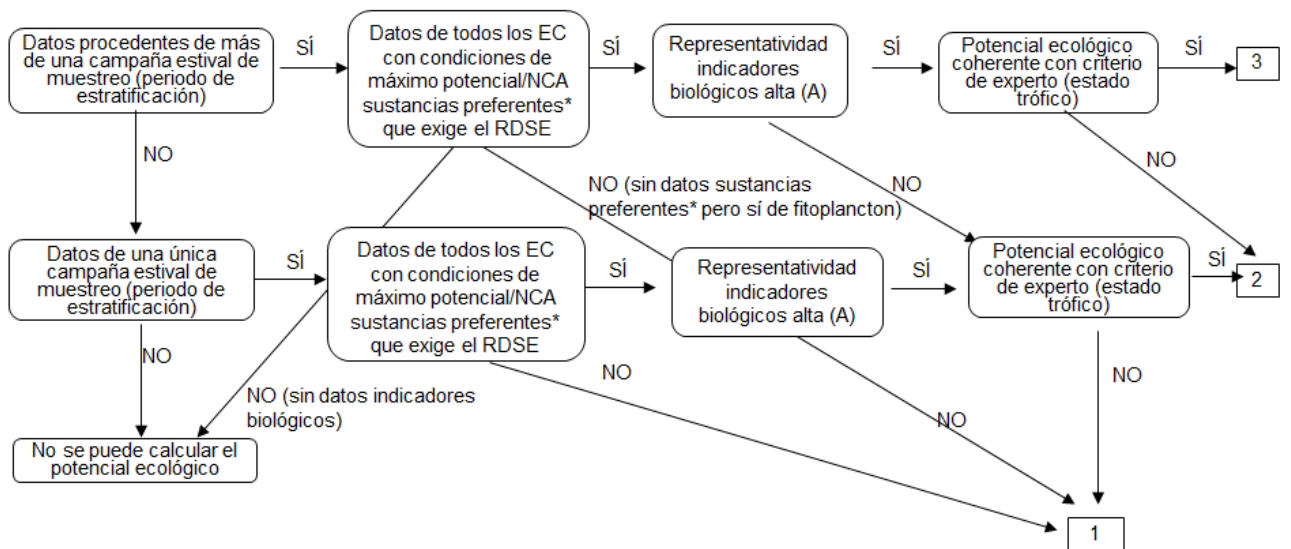 Datos procedentes de más
de una campaña estival de
muestreo (periodo de
estratificación)
SÍ
Datos de todos los EC
con condiciones de
máximo potencial/NCA
sustancias preferentes*
que exige el RDSE
SÍ
Representatividad
indicadores
biológicos alta (A)
SÍ
Potencial ecológico
coherente con criterio
de experto (estado
trófico)
SÍ
3
NO
NO (sin datos sustancias
preferentes* pero sí de fitoplancton)
NO
NO
Datos de una única
campaña estival de
muestreo (periodo de
estratificación)
SÍ
Datos de todos los EC
con condiciones de
máximo potencial/NCA
sustancias preferentes*
que exige el RDSE
SÍ
Representatividad
indicadores
biológicos alta (A)
SÍ
Potencial ecológico
coherente con criterio
de experto (estado
trófico)
SÍ
2
NO
NO (sin datos indicadores
biológicos)
NO
NO
NO
No se puede calcular el
potencial ecológico
1